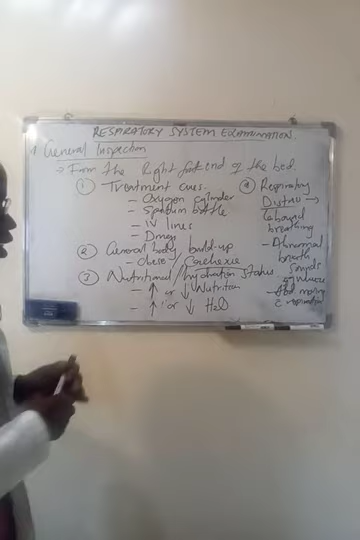 RESPIRATORY SYSTEM EXAMINATION.
General Inspection
→ From the Right foot end of the bed.
① Treatment cues.
- Oxygen cylinder
- Sputum bottle
- IV lines
- Drugs
② General body build-up
- Obese / Cachexic
③ Nutritional / hydration status
- ↑ or ↓ Nutrition
- ↑ or ↓ H₂O
④ Respiratory
Distress →
Laboured
breathing
- Abnormal
breath
sounds